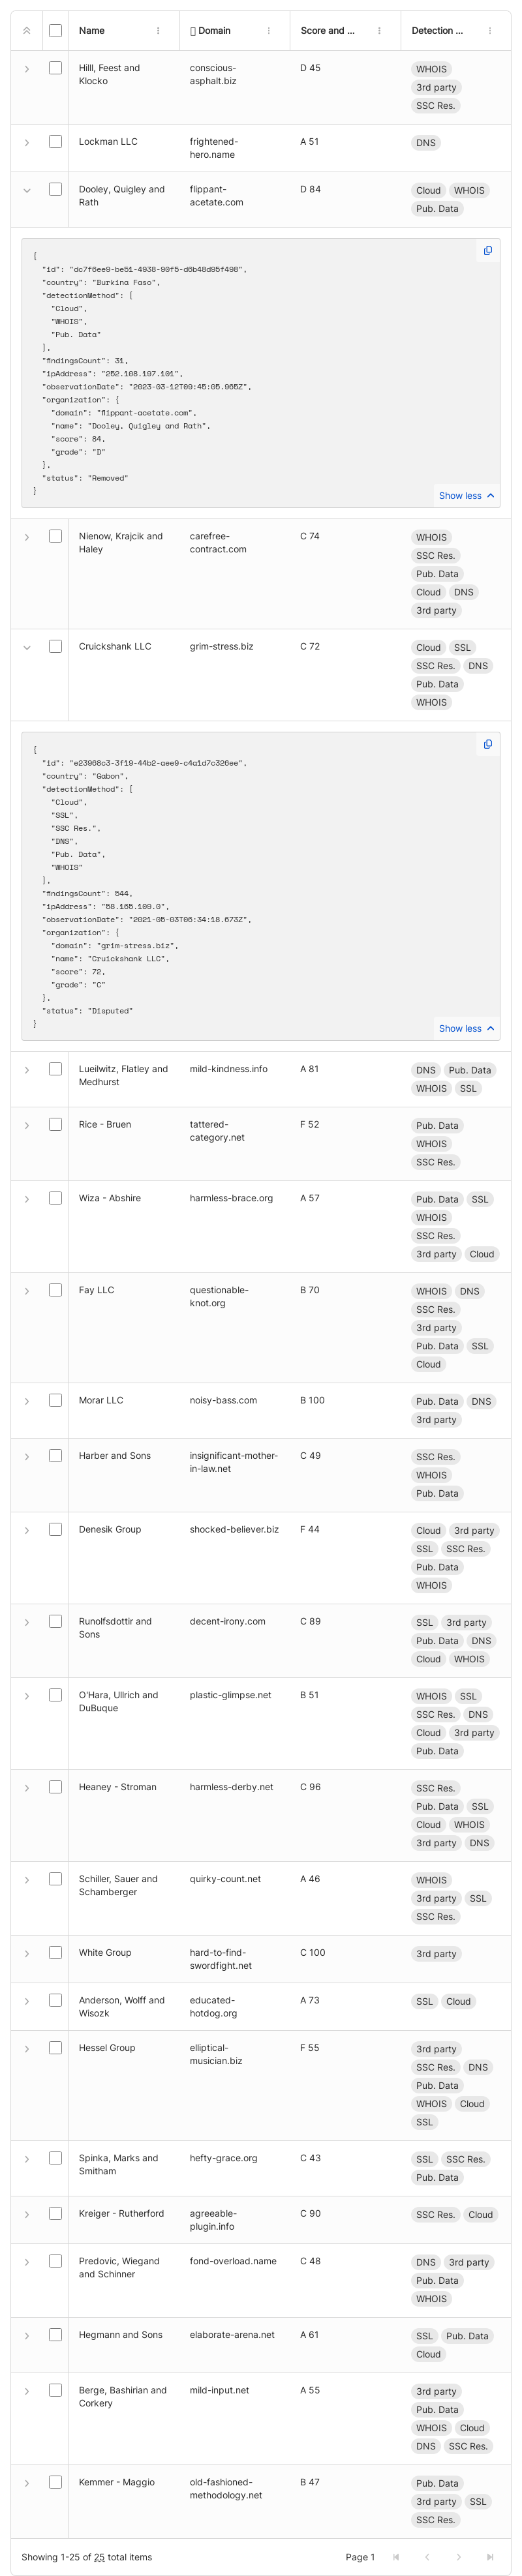 Name
Domain
Score and ...
Detection ...
Hilll, Feest and
Klocko
conscious-
asphalt.biz
D 45
WHOIS
3rd party
SSC Res.
Lockman LLC
frightened-
hero.name
A 51
DNS
Dooley, Quigley and
Rath
flippant-
acetate.com
D 84
Cloud WHOIS
Pub. Data
{
"id": "dc7f6ee9-be51-4938-90f5-d6b48d95f498",
"country": "Burkina Faso",
"detectionMethod": [
"Cloud",
"WHOIS",
"Pub. Data"
],
"findingsCount": 31,
"ipAddress": "252.108.197.101",
"observationDate": "2023-03-12T09:45:05.965Z",
"organization": {
"domain": "flippant-acetate.com",
"name": "Dooley, Quigley and Rath",
"score": 84,
"grade": "D"
},
"status": "Removed"
}
Show less
Nienow, Krajcik and
Haley
carefree-
contract.com
C 74
WHOIS
SSC Res.
Pub. Data
Cloud DNS
3rd party
Cruickshank LLC
grim-stress.biz
C 72
Cloud SSL
SSC Res. DNS
Pub. Data
WHOIS
{
"id": "e23968c3-3f19-44b2-aee9-c4a1d7c326ee",
"country": "Gabon",
"detectionMethod": [
"Cloud",
"SSL",
"SSC Res.",
"DNS",
"Pub. Data",
"WHOIS"
],
"findingsCount": 544,
"ipAddress": "58.165.109.0",
"observationDate": "2021-05-03T06:34:18.673Z",
"organization": {
"domain": "grim-stress.biz",
"name": "Cruickshank LLC",
"score": 72,
"grade": "C"
},
"status": "Disputed"
}
Show less
Lueilwitz, Flatley and
Medhurst
mild-kindness.info
A 81
DNS Pub. Data
WHOIS SSL
Rice - Bruen
tattered-
category.net
F 52
Pub. Data
WHOIS
SSC Res.
Wiza - Abshire
harmless-brace.org
A 57
Pub. Data SSL
WHOIS
SSC Res.
3rd party Cloud
Fay LLC
questionable-
knot.org
B 70
WHOIS DNS
SSC Res.
3rd party
Pub. Data SSL
Cloud
Morar LLC
noisy-bass.com
B 100
Pub. Data DNS
3rd party
Harber and Sons
insignificant-mother-
in-law.net
C 49
SSC Res.
WHOIS
Pub. Data
Denesik Group
shocked-believer.biz
F 44
Cloud 3rd party
SSL SSC Res.
Pub. Data
WHOIS
Runolfsdottir and
Sons
decent-irony.com
C 89
SSL 3rd party
Pub. Data DNS
Cloud WHOIS
O'Hara, Ullrich and
DuBuque
plastic-glimpse.net
B 51
WHOIS SSL
SSC Res. DNS
Cloud 3rd party
Pub. Data
Heaney - Stroman
harmless-derby.net
C 96
SSC Res.
Pub. Data SSL
Cloud WHOIS
3rd party DNS
Schiller, Sauer and
Schamberger
quirky-count.net
A 46
WHOIS
3rd party SSL
SSC Res.
White Group
hard-to-find-
swordfight.net
C 100
3rd party
Anderson, Wolff and
Wisozk
educated-
hotdog.org
A 73
SSL Cloud
Hessel Group
elliptical-
musician.biz
F 55
3rd party
SSC Res. DNS
Pub. Data
WHOIS Cloud
SSL
Spinka, Marks and
Smitham
hefty-grace.org
C 43
SSL SSC Res.
Pub. Data
Kreiger - Rutherford
agreeable-
plugin.info
C 90
SSC Res. Cloud
Predovic, Wiegand
and Schinner
fond-overload.name
C 48
DNS 3rd party
Pub. Data
WHOIS
Hegmann and Sons
elaborate-arena.net
A 61
SSL Pub. Data
Cloud
Berge, Bashirian and
Corkery
mild-input.net
A 55
3rd party
Pub. Data
WHOIS Cloud
DNS SSC Res.
Kemmer - Maggio
old-fashioned-
methodology.net
B 47
Pub. Data
3rd party SSL
SSC Res.
Showing 1-25 of 25 total items
Page 1